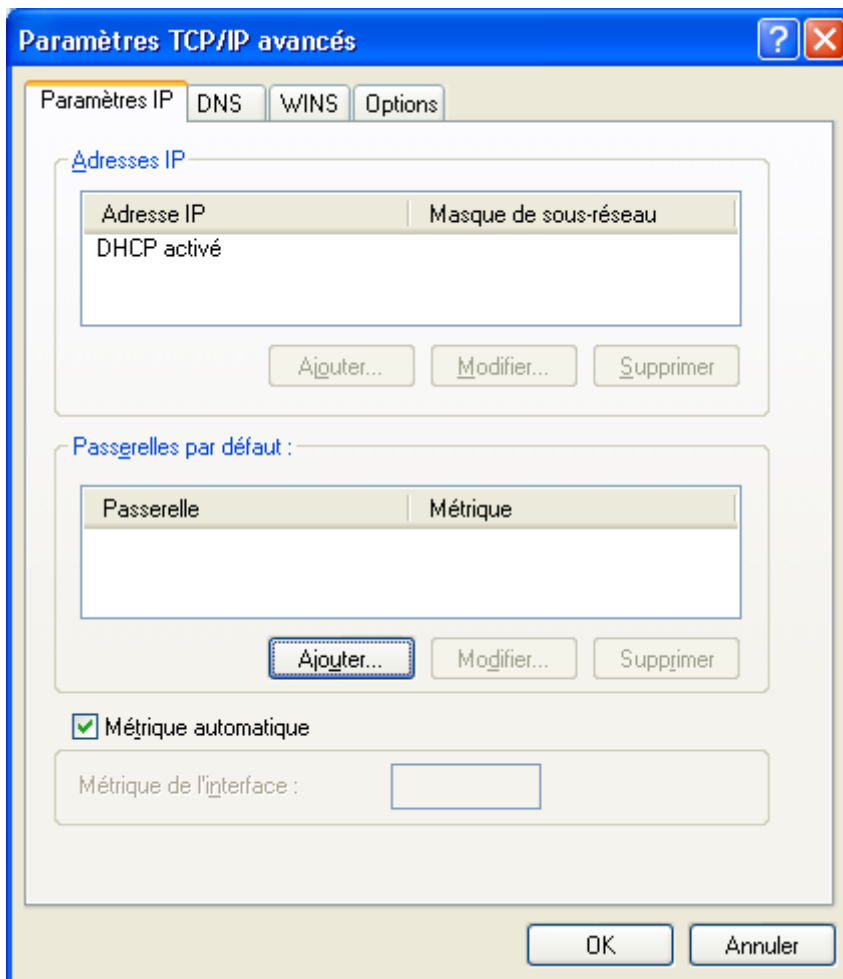 Paramètres TCP/IP avancés
Paramètres IP DNS WINS Options
Adresses IP
Adresse IP Masque de sous-réseau
DHCP activé
Ajouter... Modifier... Supprimer
Passerelles par défaut :
Passerelle Métrique
Ajouter... Modifier... Supprimer
Métrique automatique
Métrique de l'interface :
OK Annuler